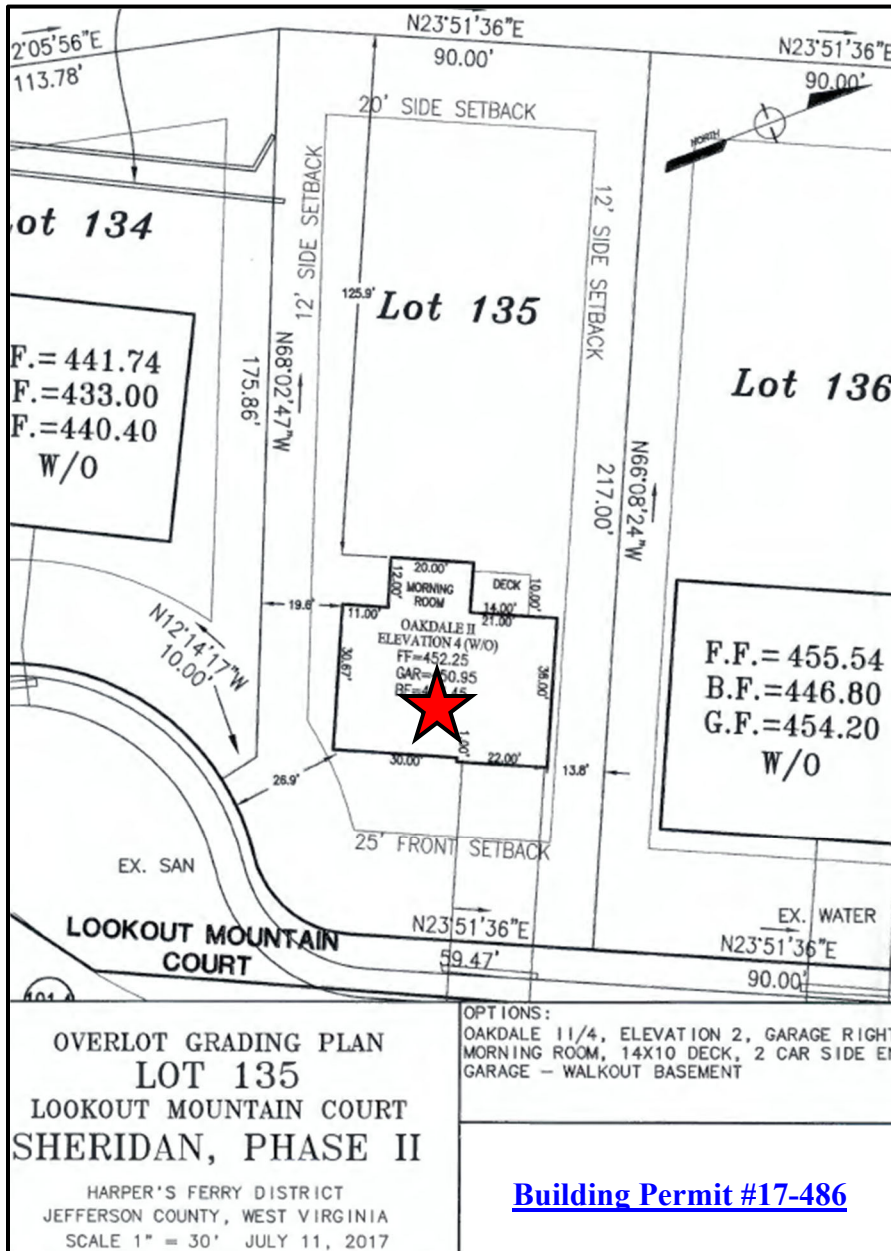 N23°51'36"E
90.00'
N23°51'36"E
90.00'
2°05'56"E
113.78'
20' SIDE SETBACK
NORTH
12' SIDE SETBACK
12' SIDE SETBACK
ot 134
125.9'
Lot 135
Lot 136
F.= 441.74
F.=433.00
F.=440.40
W/O
N68°02'47"W
175.86'
N66°08'24"W
217.00'
20.00'
12.00'
MORNING
ROOM
DECK
10.00'
14.00'
21.00'
19.6'
11.00'
OAKDALE II
ELEVATION 4 (W/O)
FF=452.25
30.67'
36.00'
1.00'
30.00'
22.00'
13.8'
26.9'
N12°14'17"W
10.00'
F.F.= 455.54
B.F.=446.80
G.F.=454.20
W/O
25' FRONT SETBACK
EX. SAN
EX. WATER
LOOKOUT MOUNTAIN
COURT
N23°51'36"E
59.47'
N23°51'36"E
90.00'
OVERLOT GRADING PLAN
LOT 135
LOOKOUT MOUNTAIN COURT
SHERIDAN, PHASE II
HARPER'S FERRY DISTRICT
JEFFERSON COUNTY, WEST VIRGINIA
SCALE 1" = 30' JULY 11, 2017
OPTIONS:
OAKDALE 11/4, ELEVATION 2, GARAGE RIGHT
MORNING ROOM, 14X10 DECK, 2 CAR SIDE EN
GARAGE – WALKOUT BASEMENT
Building Permit #17-486